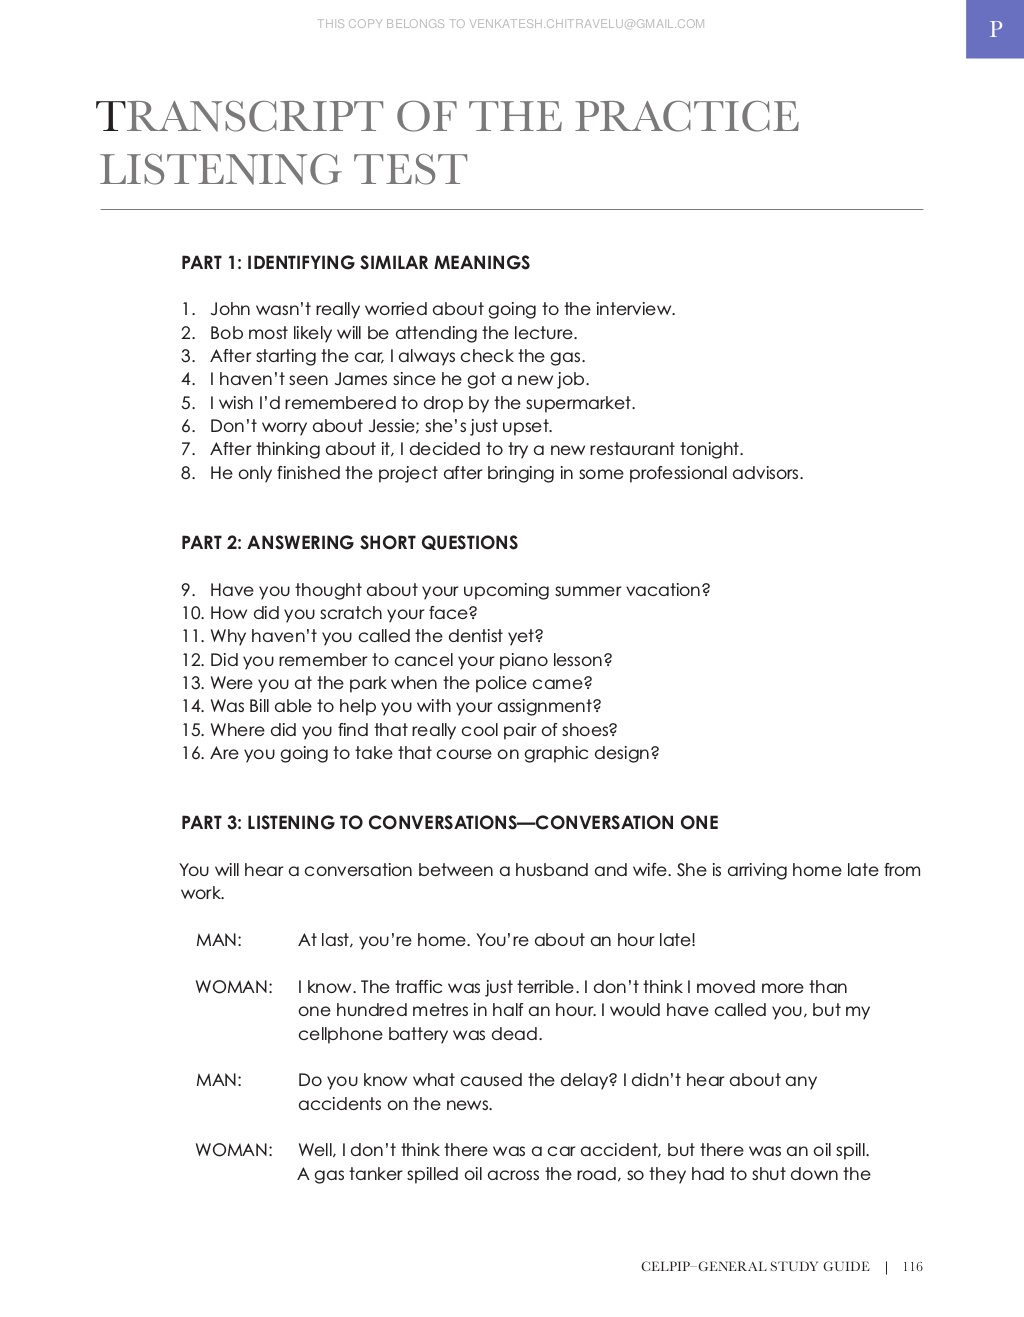 THIS COPY BELONGS TO VENKATESH.CHITRAVELU@GMAIL.COM
P
TRANSCRIPT OF THE PRACTICE
LISTENING TEST
PART 1: IDENTIFYING SIMILAR MEANINGS
1. John wasn't really worried about going to the interview.
2. Bob most likely will be attending the lecture.
3. After starting the car, I always check the gas.
4. I haven't seen James since he got a new job.
5. I wish I'd remembered to drop by the supermarket.
6. Don't worry about Jessie; she's just upset.
7. After thinking about it, I decided to try a new restaurant tonight.
8. He only finished the project after bringing in some professional advisors.
PART 2: ANSWERING SHORT QUESTIONS
9. Have you thought about your upcoming summer vacation?
10. How did you scratch your face?
11. Why haven't you called the dentist yet?
12. Did you remember to cancel your piano lesson?
13. Were you at the park when the police came?
14. Was Bill able to help you with your assignment?
15. Where did you find that really cool pair of shoes?
16. Are you going to take that course on graphic design?
PART 3: LISTENING TO CONVERSATIONS—CONVERSATION ONE
You will hear a conversation between a husband and wife. She is arriving home late from
work.
MAN: At last, you're home. You're about an hour late!
WOMAN: I know. The traffic was just terrible. I don't think I moved more than
one hundred metres in half an hour. I would have called you, but my
cellphone battery was dead.
MAN: Do you know what caused the delay? I didn't hear about any
accidents on the news.
WOMAN: Well, I don't think there was a car accident, but there was an oil spill.
A gas tanker spilled oil across the road, so they had to shut down the
CELPIP–GENERAL STUDY GUIDE | 116